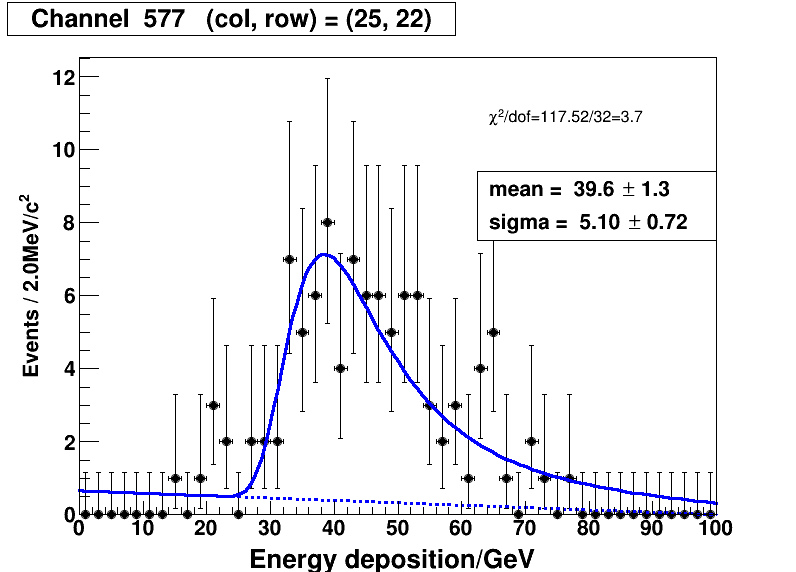 Channel  577   (col, row) = (25, 22)
χ²/dof=117.52/32=3.7
mean =  39.6 ± 1.3
sigma =  5.10 ± 0.72
Events / 2.0MeV/c²
12
10
8
6
4
2
0
0 10 20 30 40 50 60 70 80 90 100
Energy deposition/GeV